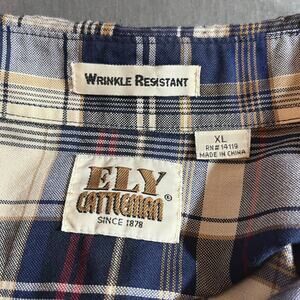 WRINKLE RESISTANT
XL
RN# 14119
MADE IN CHINA
ELY
CATTLEMAN®
SINCE 1878